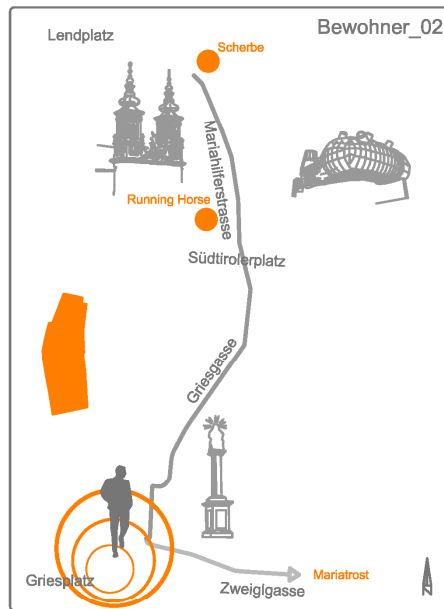 Bewohner_02
Lendplatz
Scherbe
Mariahilferstrasse
Running Horse
Südtirolerplatz
Griesgasse
Griesplatz
Zweiglgasse
Mariatrost